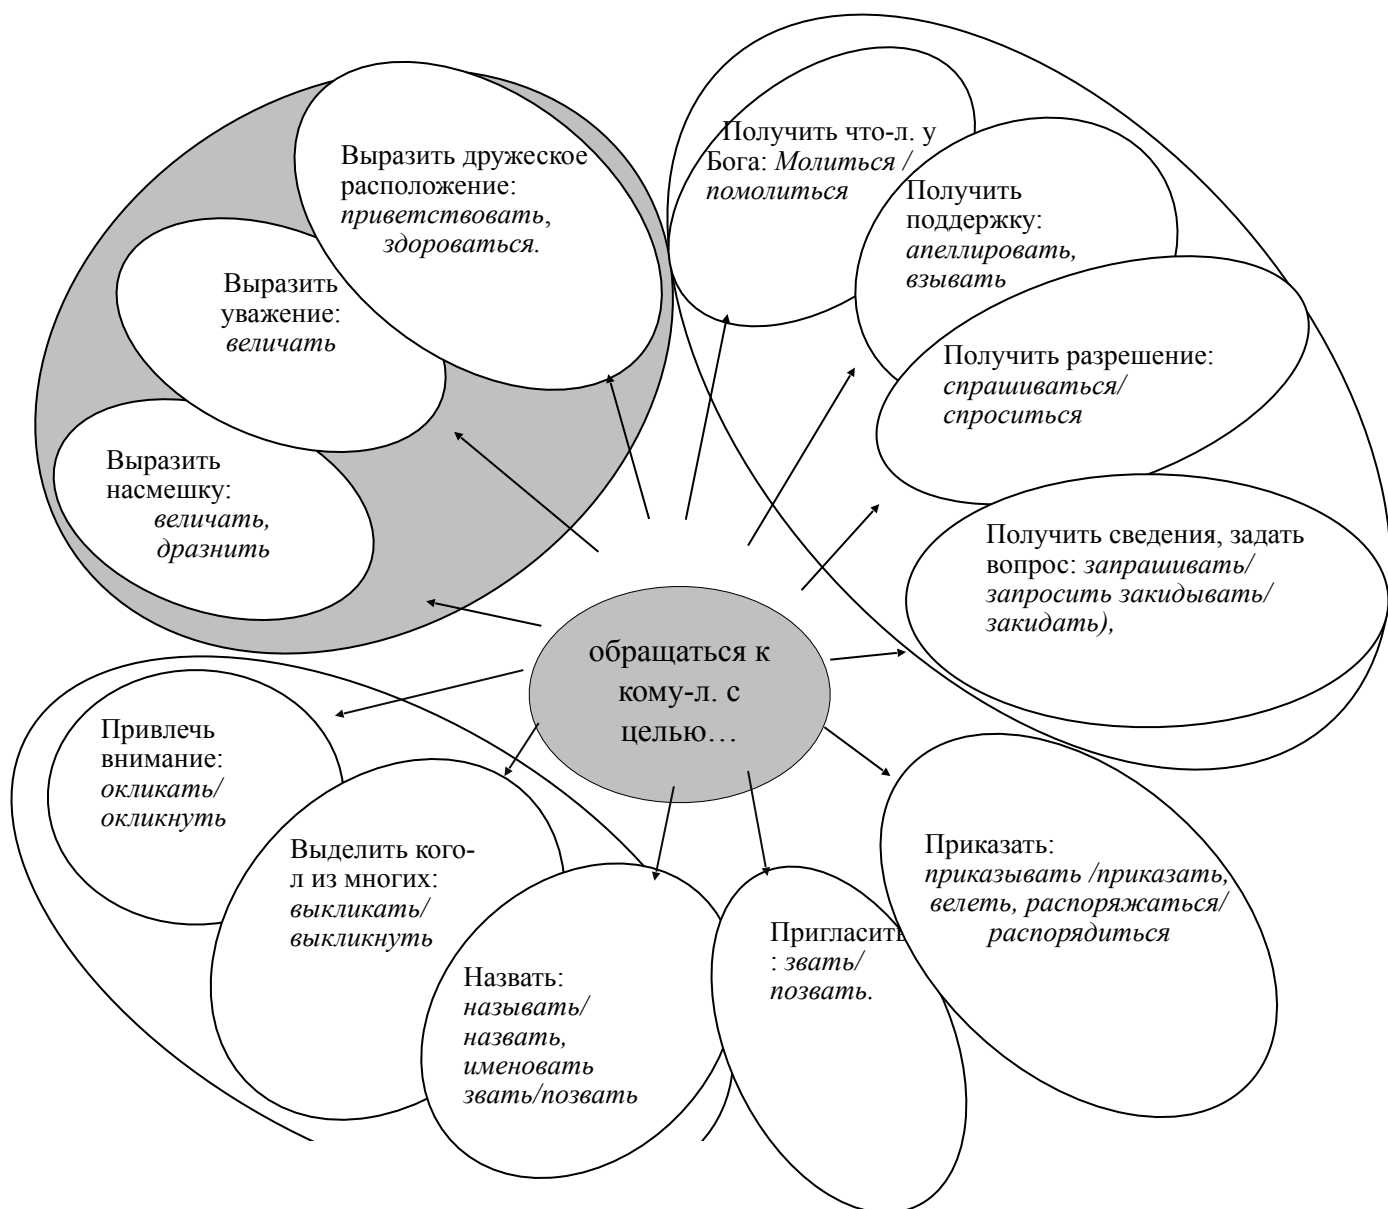 Выразить дружеское
расположение:
приветствовать,
здороваться.
Выразить
уважение:
величать
Выразить
насмешку:
величать,
дразнить
Получить что-л. у
Бога: Молиться /
помолиться
Получить
поддержку:
апеллировать,
взывать
Получить разрешение:
спрашиваться/
спроситься
Получить сведения, задать
вопрос: запрашивать/
запросить закидывать/
закидать),
обращаться к
кому-л. с
целью…
Привлечь
внимание:
окликать/
окликнуть
Выделить кого-
л из многих:
выкликать/
выкликнуть
Назвать:
называть/
назвать,
именовать
звать/позвать
Пригласить
: звать/
позвать.
Приказать:
приказывать /приказать,
велеть, распоряжаться/
распорядиться